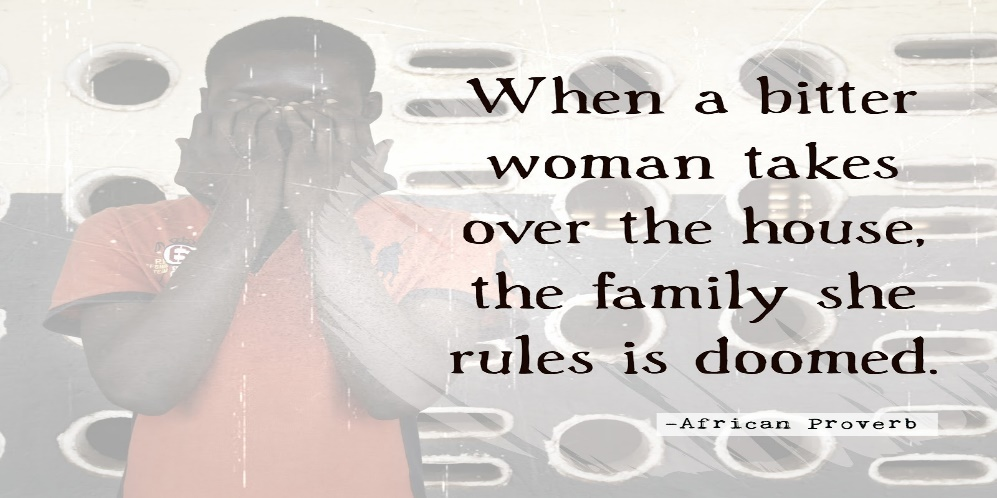 When a bitter
woman takes
over the house,
the family she
rules is doomed.
-African Proverb